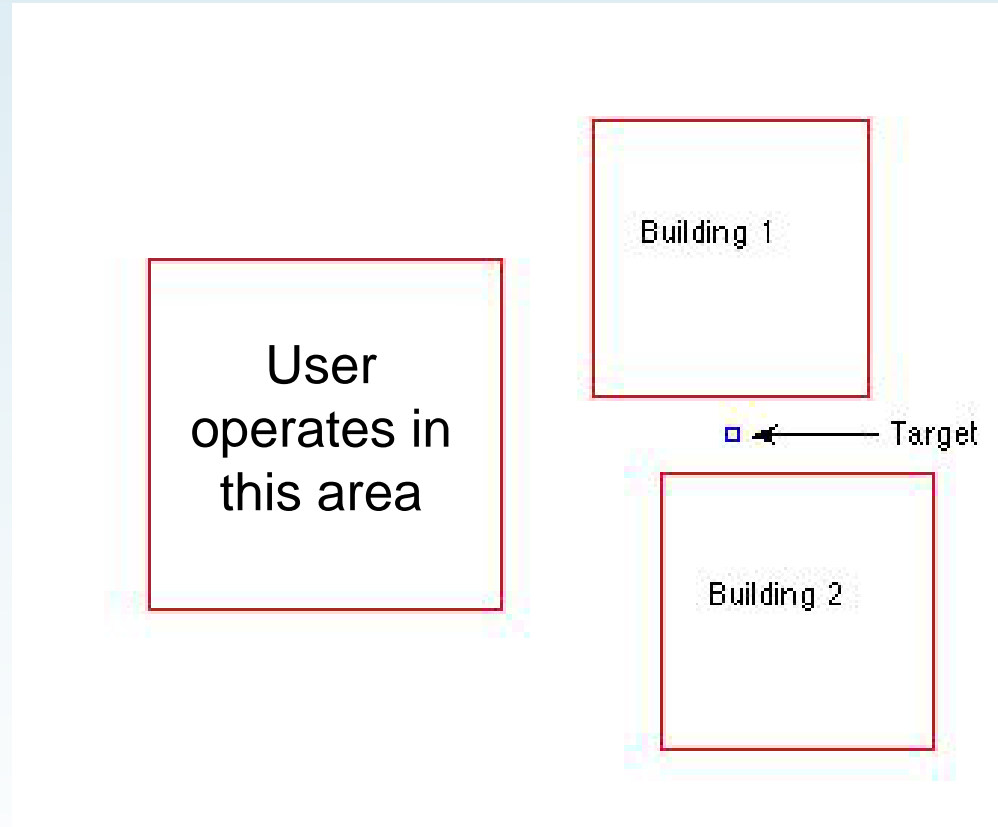 Building 1
User
operates in
this area
Target
Building 2